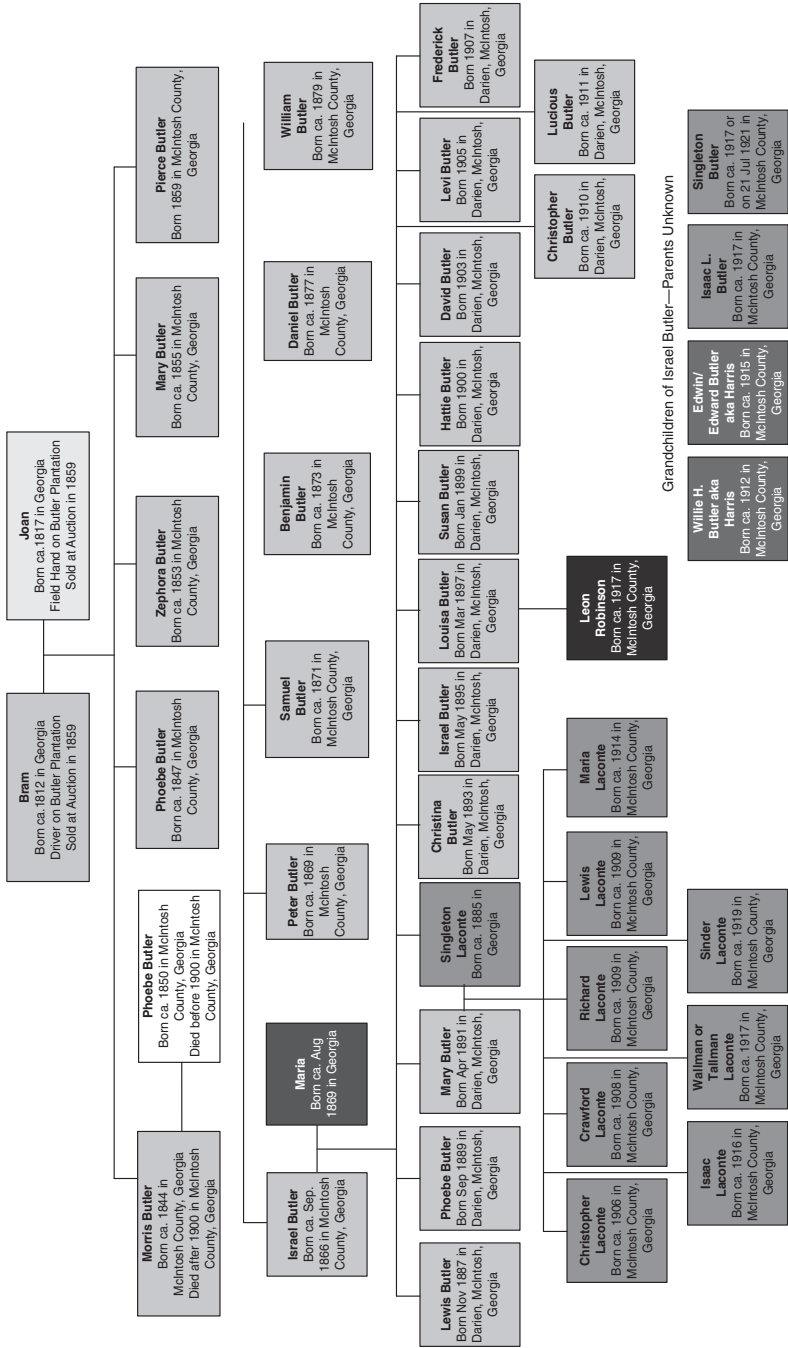 Bram
Born ca.1812 in Georgia
Driver on Butler Plantation
Sold at Auction in 1859
Joan
Born ca.1817 in Georgia
Field Hand on Butler Plantation
Sold at Auction in 1859
Morris Butler
Born ca. 1844 in
McIntosh County, Georgia
Died after 1900 in McIntosh
County, Georgia
Phoebe Butler
Born ca. 1850 in McIntosh
County, Georgia
Died before 1900 in McIntosh
County, Georgia
Phoebe Butler
Born ca. 1847 in McIntosh
County, Georgia
Zephora Butler
Born ca. 1853 in McIntosh
County, Georgia
Mary Butler
Born ca. 1855 in McIntosh
County, Georgia
Pierce Butler
Born 1859 in McIntosh County,
Georgia
Israel Butler
Born ca. Sep.
1866 in McIntosh
County, Georgia
Maria
Born ca. Aug
1869 in Georgia
Peter Butler
Born ca. 1869 in
McIntosh
County, Georgia
Samuel
Butler
Born ca. 1871 in
McIntosh County,
Georgia
Benjamin
Butler
Born ca. 1873 in
McIntosh
County, Georgia
Daniel Butler
Born ca. 1877 in
McIntosh
County, Georgia
William
Butler
Born ca. 1879 in
McIntosh County,
Georgia
Lewis Butler
Born Nov 1887 in
Darien, McIntosh,
Georgia
Phoebe Butler
Born Sep 1889 in
Darien, McIntosh,
Georgia
Mary Butler
Born Apr 1891 in
Darien, McIntosh,
Georgia
Singleton
Laconte
Born ca. 1885 in
Georgia
Christina
Butler
Born May 1893 in
Darien, McIntosh,
Georgia
Israel Butler
Born May 1895 in
Darien, McIntosh,
Georgia
Louisa Butler
Born Mar 1897 in
Darien, McIntosh,
Georgia
Susan Butler
Born Jan 1899 in
Darien, McIntosh,
Georgia
Hattie Butler
Born 1900 in
Darien, McIntosh,
Georgia
David Butler
Born 1903 in
Darien, McIntosh,
Georgia
Levi Butler
Born 1905 in
Darien, McIntosh,
Georgia
Frederick
Butler
Born 1907 in
Darien, McIntosh,
Georgia
Christopher
Butler
Born ca. 1910 in
Darien, McIntosh,
Georgia
Lucious
Butler
Born ca. 1911 in
Darien, McIntosh,
Georgia
Christopher
Laconte
Born ca. 1906 in
McIntosh County,
Georgia
Crawford
Laconte
Born ca. 1908 in
McIntosh County,
Georgia
Richard
Laconte
Born ca. 1909 in
McIntosh County,
Georgia
Lewis
Laconte
Born ca. 1909 in
McIntosh County,
Georgia
Maria
Laconte
Born ca. 1914 in
McIntosh County,
Georgia
Leon
Robinson
Born ca. 1917 in
McIntosh County,
Georgia
Isaac
Laconte
Born ca. 1916 in
McIntosh County,
Georgia
Wallman or
Tallman
Laconte
Born ca. 1917 in
McIntosh County,
Georgia
Sinder
Laconte
Born ca. 1919 in
McIntosh County,
Georgia
Grandchildren of Israel Butler—Parents Unknown
Willie H.
Butler aka
Harris
Born ca. 1912 in
McIntosh County,
Georgia
Edwin/
Edward Butler
aka Harris
Born ca. 1915 in
McIntosh County,
Georgia
Isaac L.
Butler
Born ca. 1917 in
McIntosh County,
Georgia
Singleton
Butler
Born ca. 1917 or
on 21 Jul 1921 in
McIntosh County,
Georgia